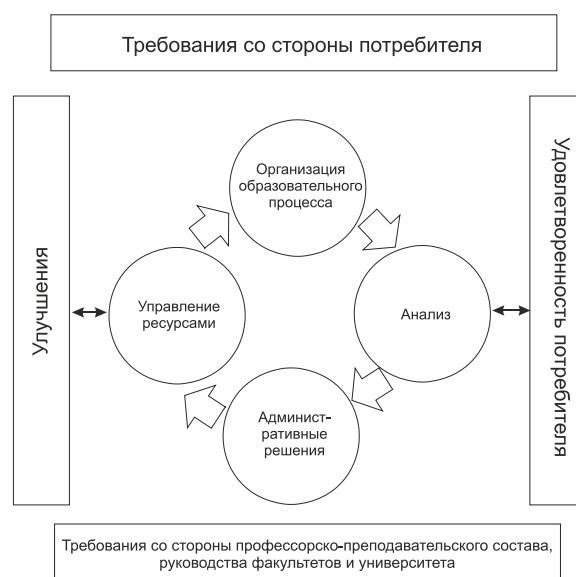 Требования со стороны потребителя
Улучшения
Организация
образовательного
процесса
Управление
ресурсами
Анализ
Админист-
ративные
решения
Удовлетворенность потребителя
Требования со стороны профессорско-преподавательского состава,
руководства факультетов и университета